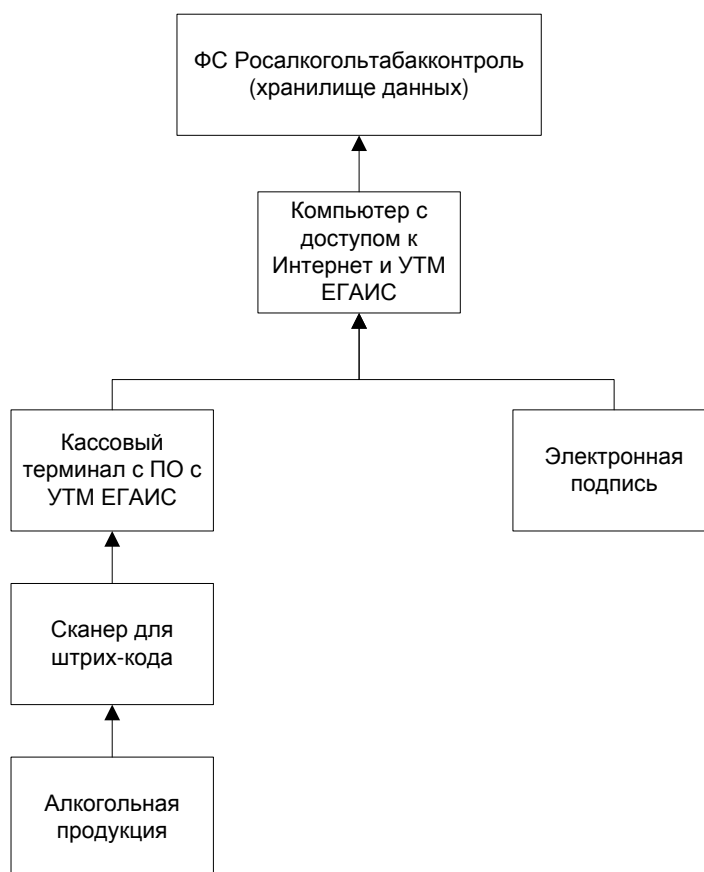 ФС Росалкогольтабакконтроль
(хранилище данных)
Компьютер с
доступом к
Интернет и УТМ
ЕГАИС
Кассовый
терминал с ПО с
УТМ ЕГАИС
Электронная
подпись
Сканер для
штрих-кода
Алкогольная
продукция